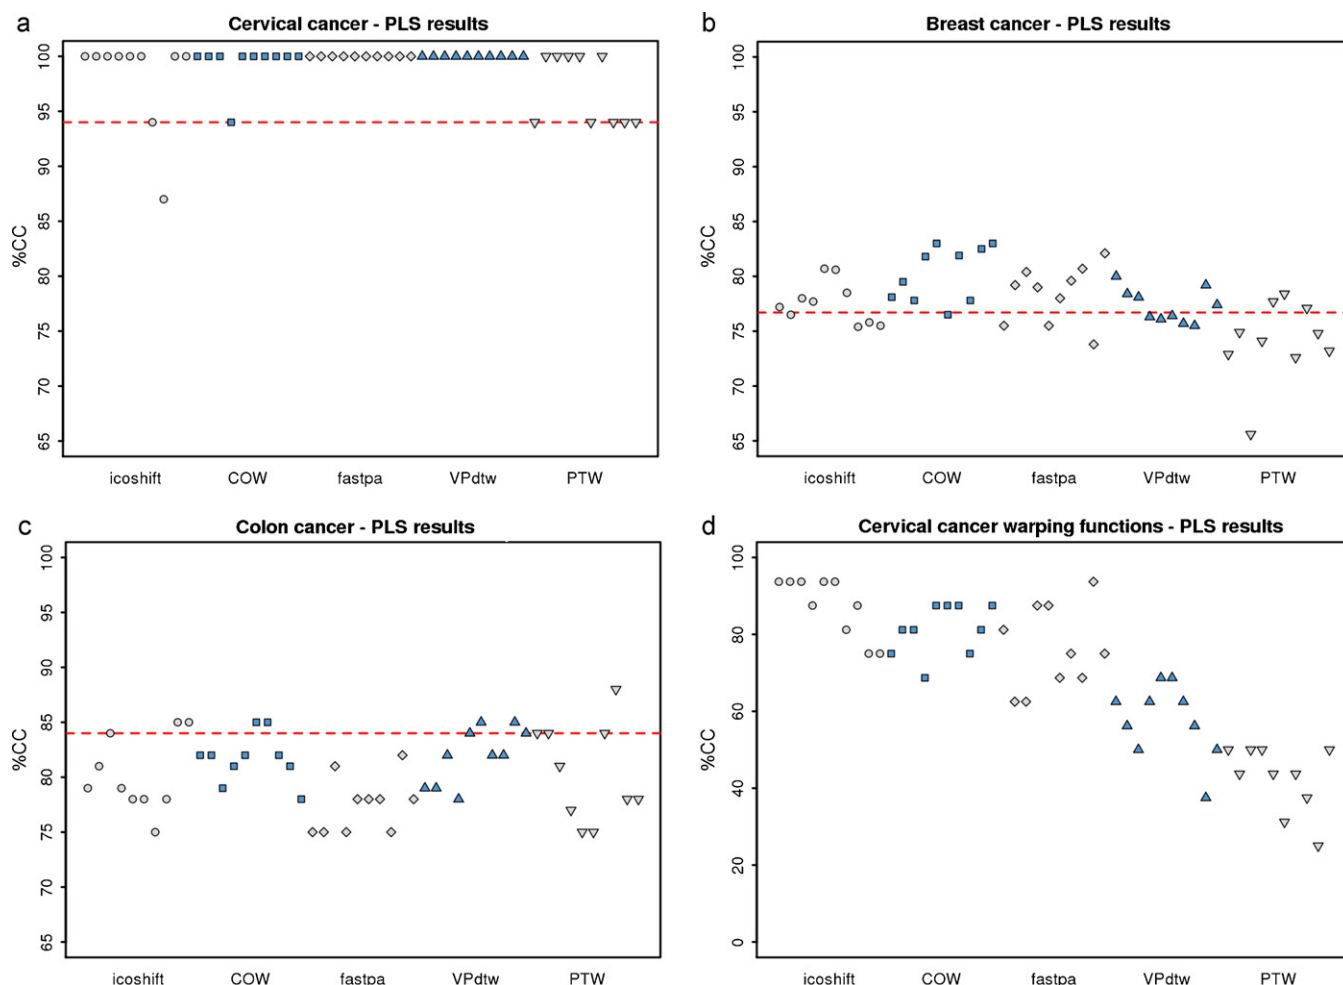 a
Cervical cancer - PLS results
%CC
100
95
90
85
80
75
70
65
icoshift COW fastpa VPdtw PTW
b
Breast cancer - PLS results
%CC
100
95
90
85
80
75
70
65
icoshift COW fastpa VPdtw PTW
c
Colon cancer - PLS results
%CC
100
95
90
85
80
75
70
65
icoshift COW fastpa VPdtw PTW
d
Cervical cancer warping functions - PLS results
%CC
100
80
60
40
20
0
icoshift COW fastpa VPdtw PTW